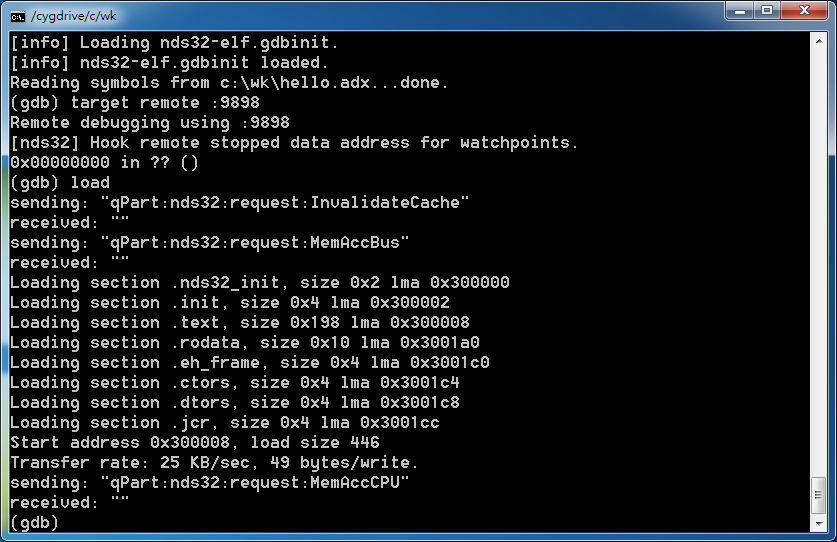 /cygdrive/c/wk
[info] Loading nds32-elf.gdbinit.
[info] nds32-elf.gdbinit loaded.
Reading symbols from c:\wk\hello.adx...done.
(gdb) target remote :9898
Remote debugging using :9898
[nds32] Hook remote stopped data address for watchpoints.
0x00000000 in ?? ()
(gdb) load
sending: "qPart:nds32:request:InvalidateCache"
received: ""
sending: "qPart:nds32:request:MemAccBus"
received: ""
Loading section .nds32_init, size 0x2 lma 0x300000
Loading section .init, size 0x4 lma 0x300002
Loading section .text, size 0x198 lma 0x300008
Loading section .rodata, size 0x10 lma 0x3001a0
Loading section .eh_frame, size 0x4 lma 0x3001c0
Loading section .ctors, size 0x4 lma 0x3001c4
Loading section .dtors, size 0x4 lma 0x3001c8
Loading section .jcr, size 0x4 lma 0x3001cc
Start address 0x300008, load size 446
Transfer rate: 25 KB/sec, 49 bytes/write.
sending: "qPart:nds32:request:MemAccCPU"
received: ""
(gdb)